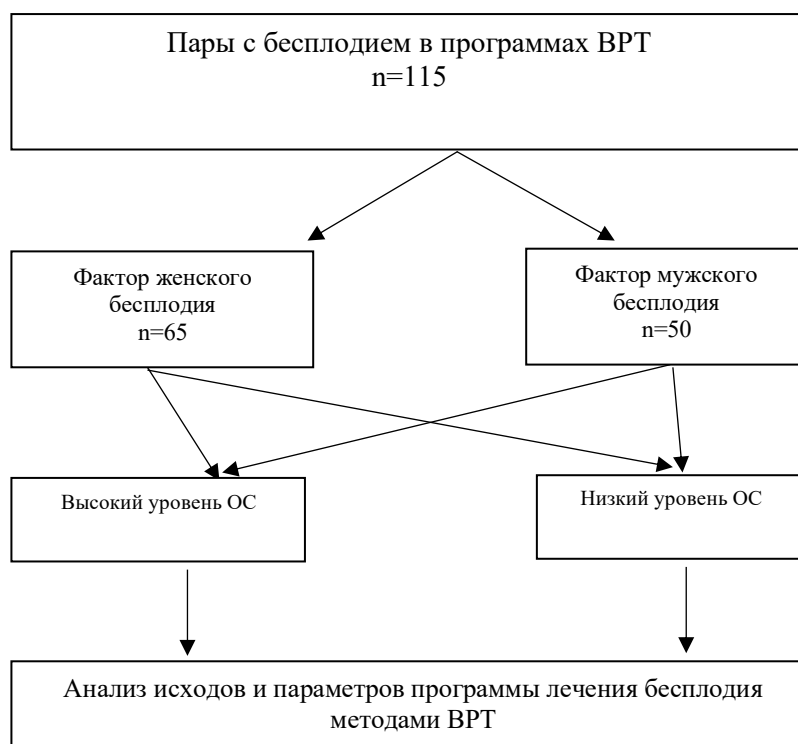 Пары с бесплодием в программах ВРТ
n=115
Фактор женского
бесплодия
n=65
Фактор мужского
бесплодия
n=50
Высокий уровень ОС
Низкий уровень ОС
Анализ исходов и параметров программы лечения бесплодия
методами ВРТ